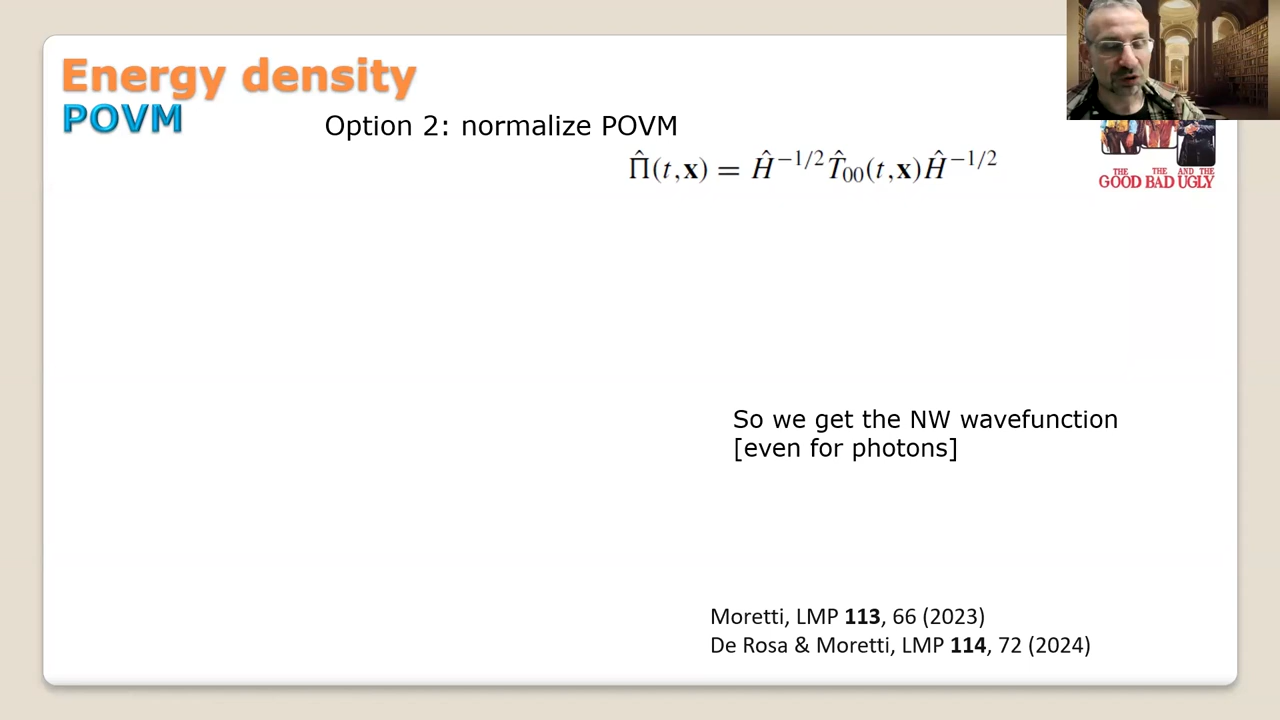 Energy density
POVM
Option 2: normalize POVM
Π̂(t,𝐱) = Ĥ^{−1/2}T̂₀₀(t,𝐱)Ĥ^{−1/2}
THE GOOD THE BAD AND THE UGLY
So we get the NW wavefunction
[even for photons]
Moretti, LMP 113, 66 (2023)
De Rosa & Moretti, LMP 114, 72 (2024)